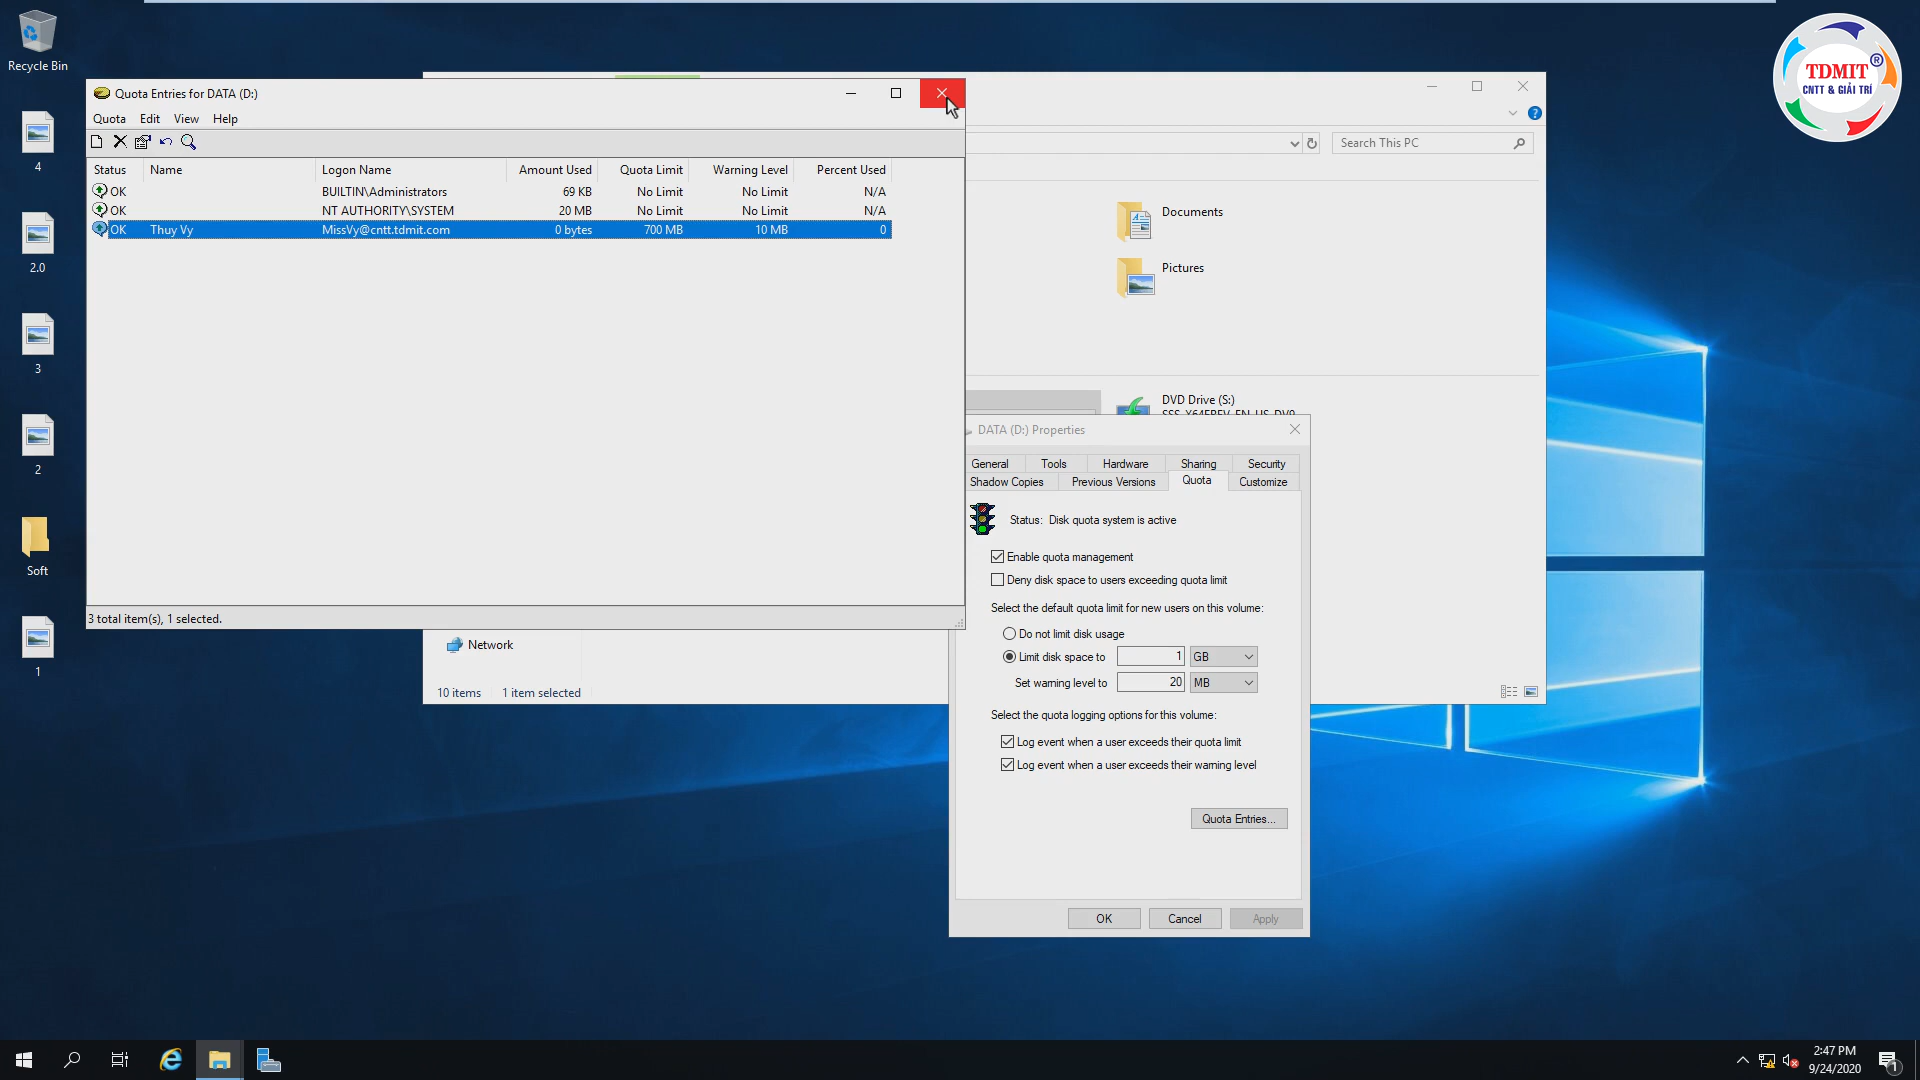 Recycle Bin
4
2.0
3
2
Soft
1
Quota Entries for DATA (D:)
Quota Edit View Help
Status Name Logon Name Amount Used Quota Limit Warning Level Percent Used
OK BUILTIN\Administrators 69 KB No Limit No Limit N/A
OK NT AUTHORITY\SYSTEM 20 MB No Limit No Limit N/A
OK Thuy Vy MissVy@cntt.tdmit.com 0 bytes 700 MB 10 MB 0
3 total item(s), 1 selected.
Search This PC
Documents
Pictures
DVD Drive (S:)
Network
10 items 1 item selected
DATA (D:) Properties
General Tools Hardware Sharing Security
Shadow Copies Previous Versions Quota Customize
Status: Disk quota system is active
Enable quota management
Deny disk space to users exceeding quota limit
Select the default quota limit for new users on this volume:
Do not limit disk usage
Limit disk space to 1 GB
Set warning level to 20 MB
Select the quota logging options for this volume:
Log event when a user exceeds their quota limit
Log event when a user exceeds their warning level
Quota Entries...
OK Cancel Apply
TDMIT ®
CNTT & GIẢI TRÍ
2:47 PM
9/24/2020
1